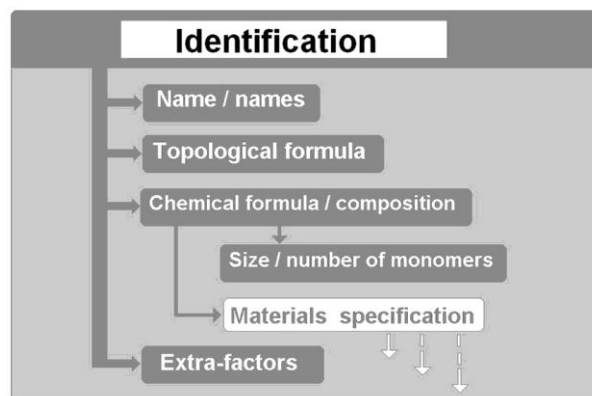 Identification
Name / names
Topological formula
Chemical formula / composition
Size / number of monomers
Materials specification
Extra-factors